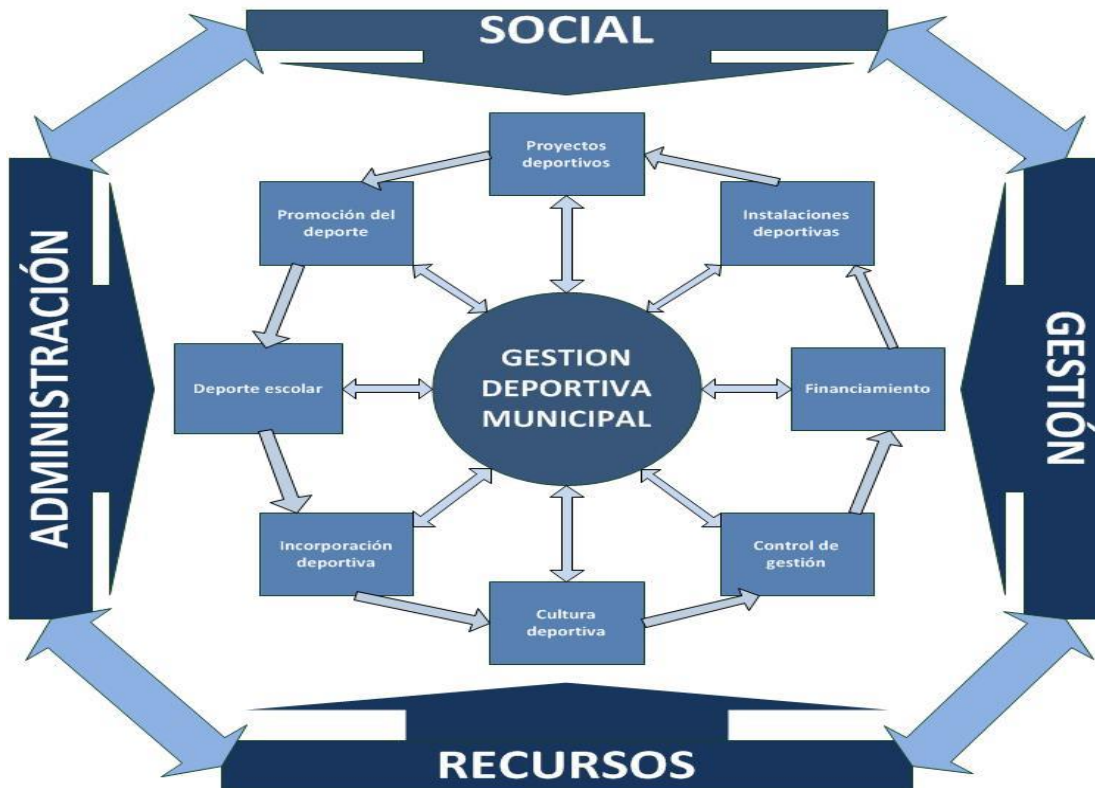 SOCIAL
Proyectos
deportivos
Promoción del
deporte
Instalaciones
deportivas
ADMINISTRACIÓN
GESTIÓN
Deporte escolar
GESTION
DEPORTIVA
MUNICIPAL
Financiamiento
Incorporación
deportiva
Control de
gestión
Cultura
deportiva
RECURSOS